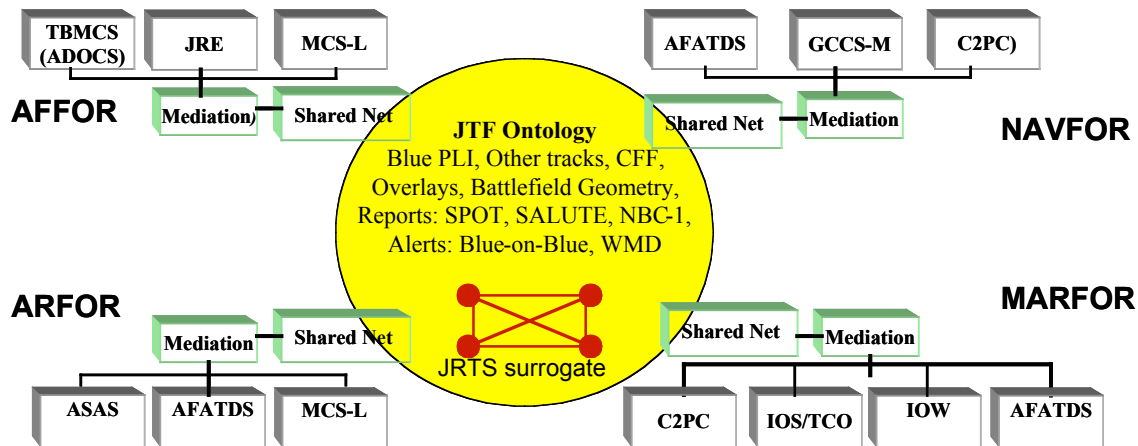 TBMCS
(ADOCS)
JRE
MCS-L
AFATDS
GCCS-M
C2PC)
AFFOR
Mediation)
Shared Net
Shared Net
Mediation
NAVFOR
JTF Ontology
Blue PLI, Other tracks, CFF,
Overlays, Battlefield Geometry,
Reports: SPOT, SALUTE, NBC-1,
Alerts: Blue-on-Blue, WMD
ARFOR
MARFOR
Mediation
Shared Net
Shared Net
Mediation
JRTS surrogate
ASAS
AFATDS
MCS-L
C2PC
IOS/TCO
IOW
AFATDS